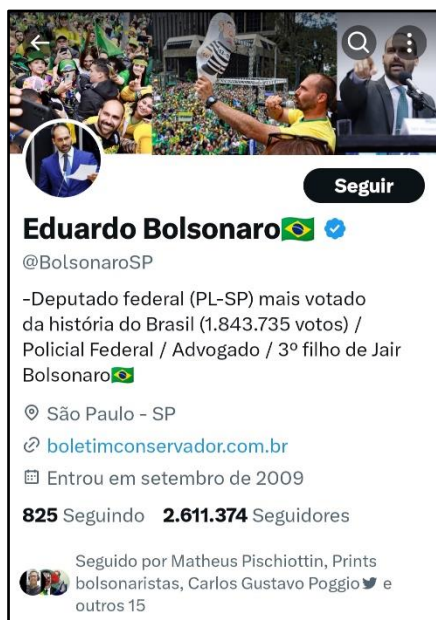 Seguir
Eduardo Bolsonaro🇧🇷
@BolsonaroSP
-Deputado federal (PL-SP) mais votado
da história do Brasil (1.843.735 votos) /
Policial Federal / Advogado / 3º filho de Jair
Bolsonaro🇧🇷
São Paulo - SP
boletimconservador.com.br
Entrou em setembro de 2009
825 Seguindo 2.611.374 Seguidores
Seguido por Matheus Pischiottin, Prints
bolsonaristas, Carlos Gustavo Poggio e
outros 15